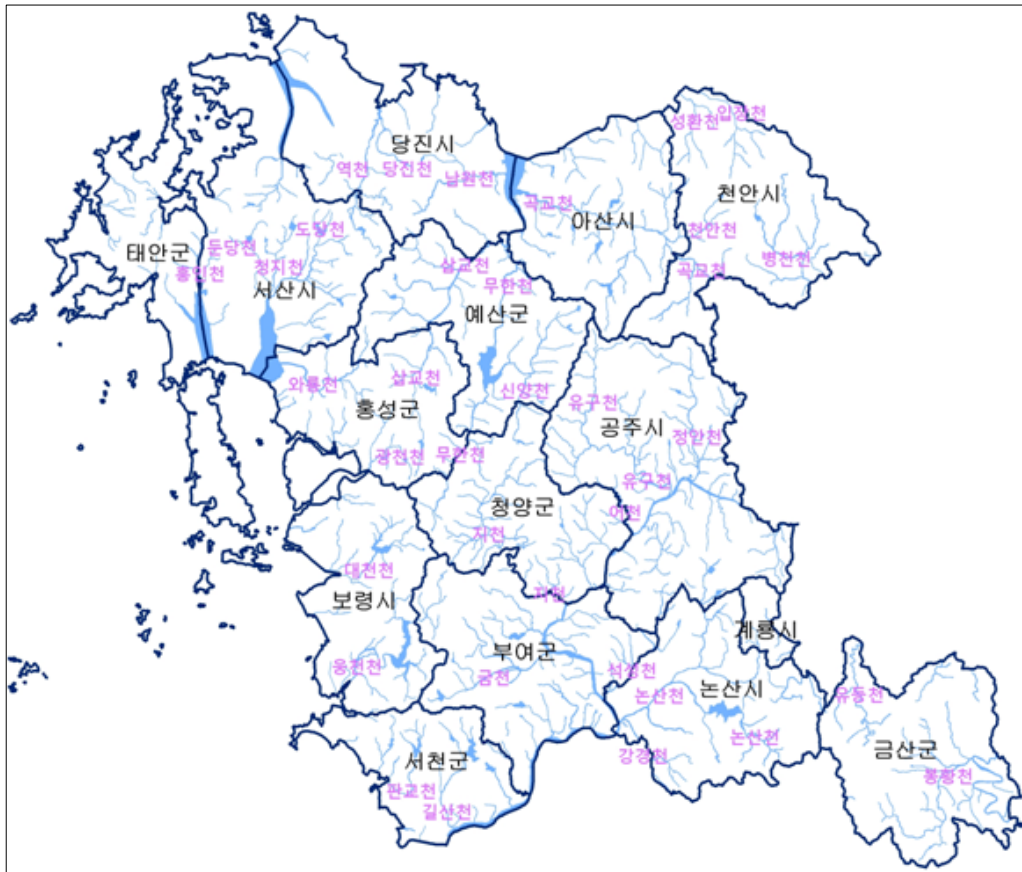 성환천
입장천
당진시
역천
당진천
남원천
천안시
곡교천
아산시
천안천
병천천
곡교천
태안군
둔당천
도당천
흥인천
청지천
서산시
삽교천
무한천
예산군
와룡천
삽교천
신양천
홍성군
유구천
공주시
정안천
광천천
무한천
유구천
어천
청양군
지천
대천천
지천
보령시
계룡시
부여군
웅천천
금천
석성천
논산천
논산시
유등천
강경천
논산천
금산군
봉황천
서천군
판교천
길산천